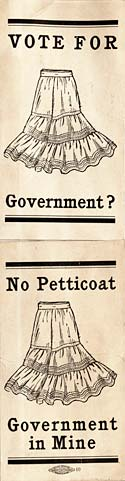 VOTE FOR
Government?
No Petticoat
Government
in Mine